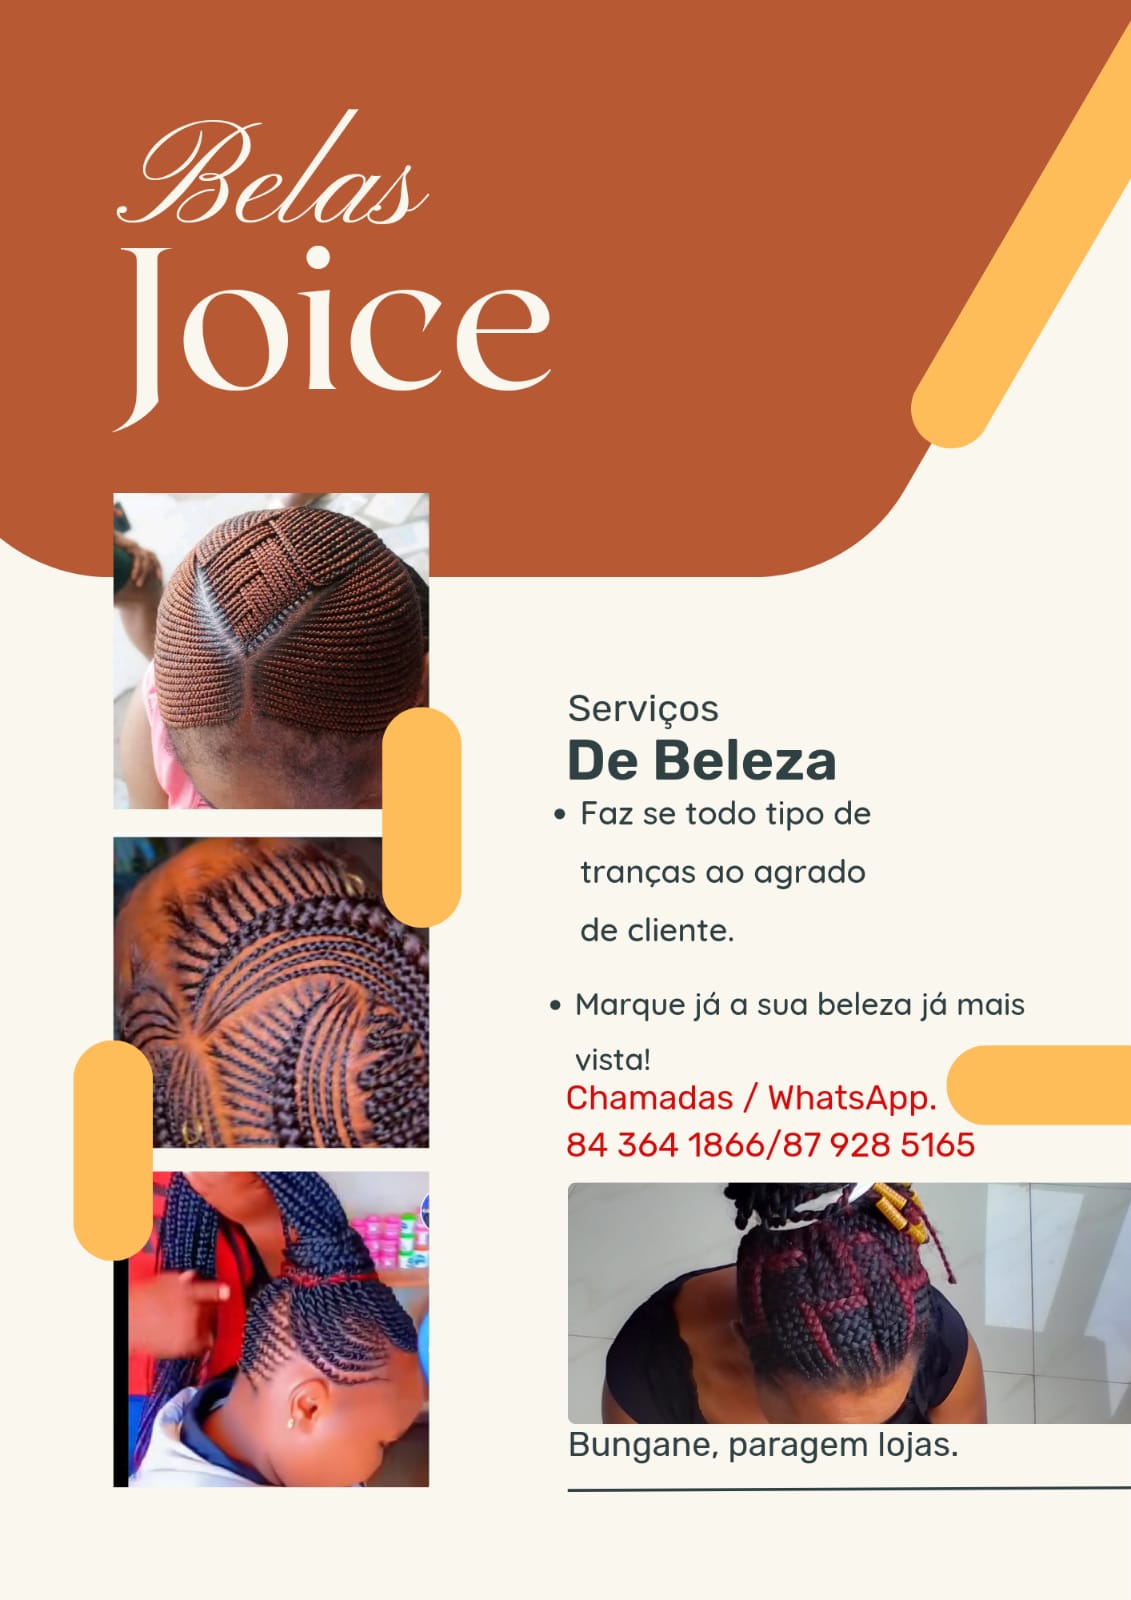 Belas
Joice
Serviços
De Beleza
• Faz se todo tipo de
tranças ao agrado
de cliente.
• Marque já a sua beleza já mais
vista!
Chamadas / WhatsApp.
84 364 1866/87 928 5165
Bungane, paragem lojas.